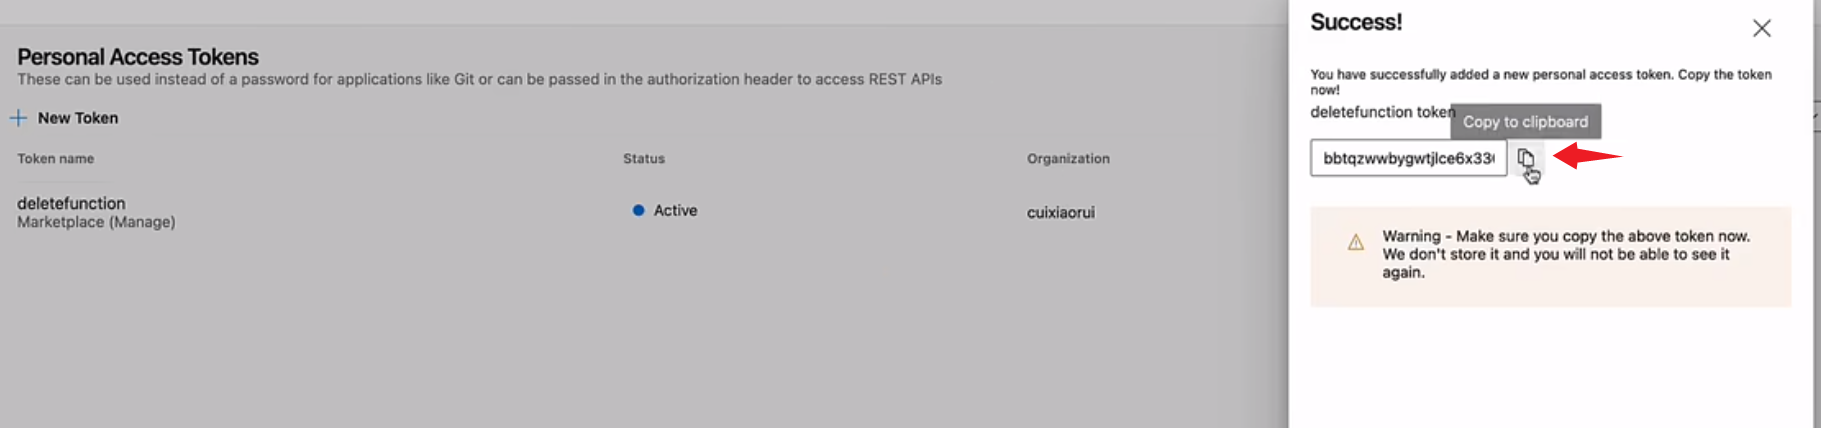 Personal Access Tokens
These can be used instead of a password for applications like Git or can be passed in the authorization header to access REST APIs
New Token
Token name
Status
Organization
deletefunction
Marketplace (Manage)
Active
cuixiaorui
Success!
You have successfully added a new personal access token. Copy the token
now!
deletefunction token
Copy to clipboard
bbtqzwwbygwtjlce6x33
Warning - Make sure you copy the above token now.
We don't store it and you will not be able to see it
again.